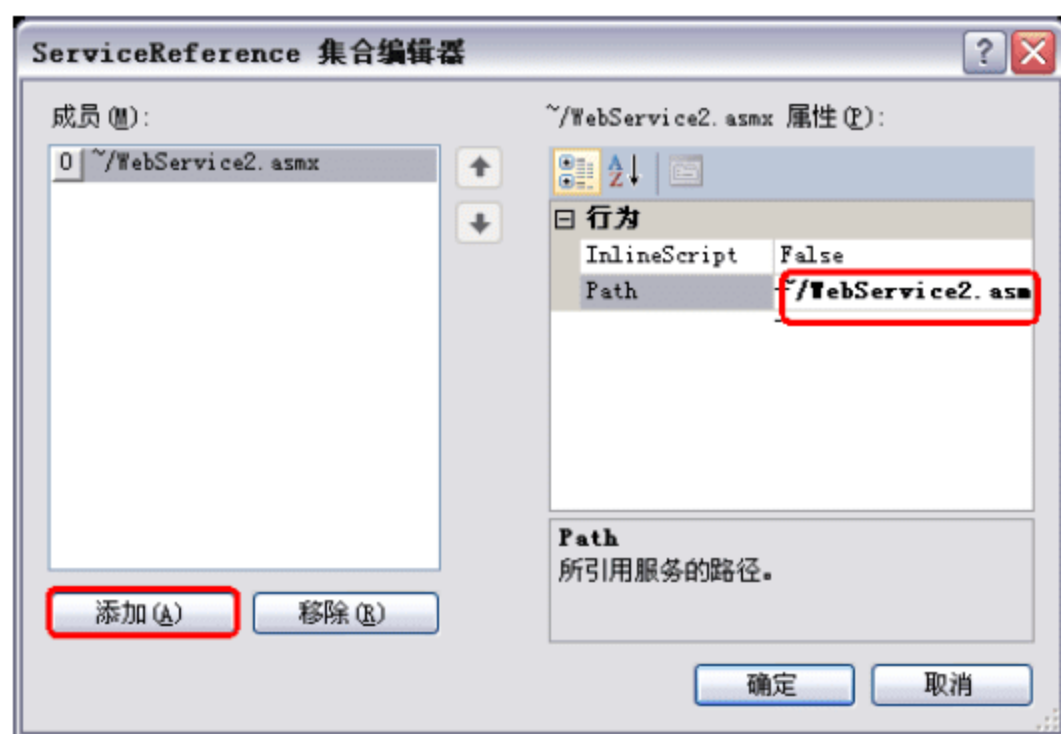 ServiceReference 集合编辑器
成员(M):
0 ~/WebService2.asmx
添加(A)
移除(R)
~/WebService2.asmx 属性(P):
行为
InlineScript False
Path ~/WebService2.asm
Path
所引用服务的路径。
确定
取消